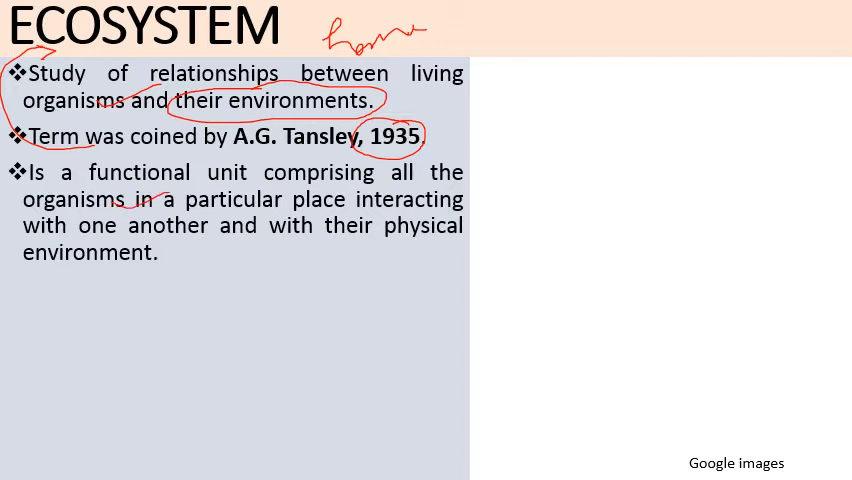 ECOSYSTEM
home
❖Study of relationships between living
organisms and their environments.
❖Term was coined by A.G. Tansley, 1935.
❖Is a functional unit comprising all the
organisms in a particular place interacting
with one another and with their physical
environment.
Google images